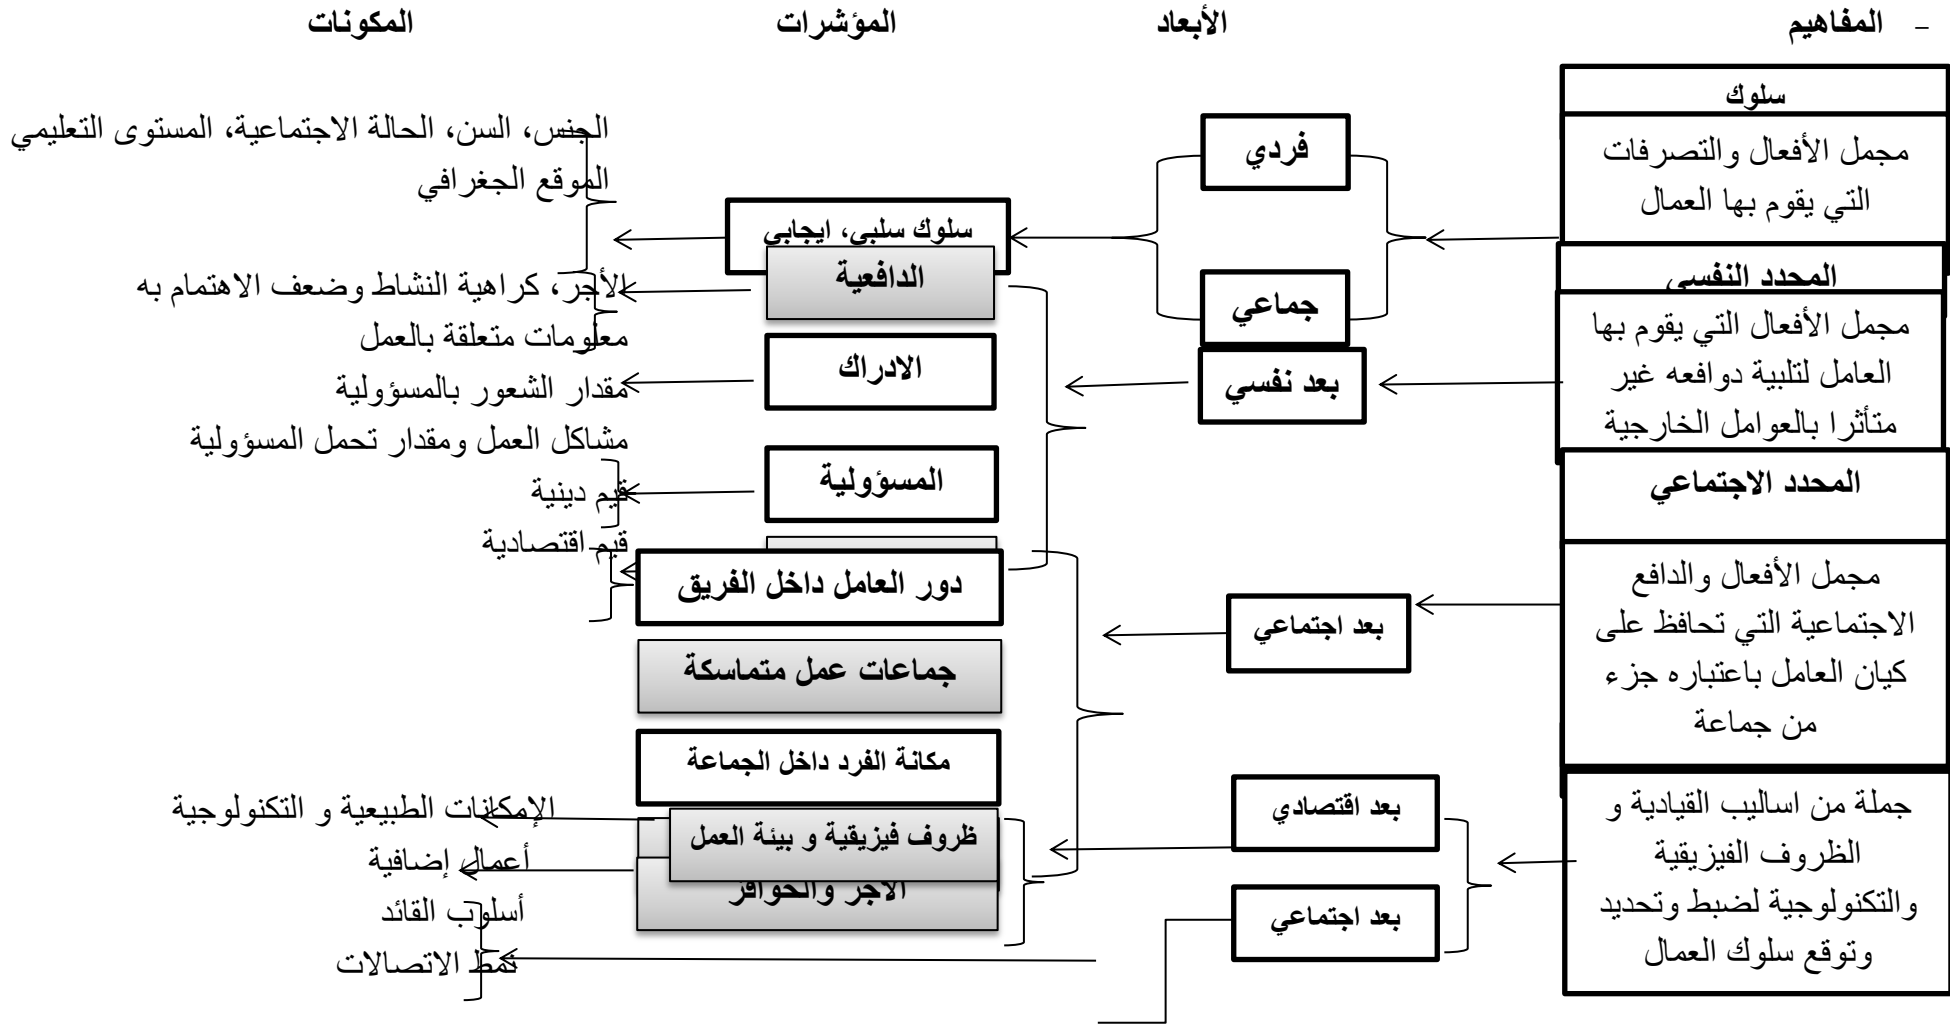 - المفاهيم
الأبعاد
المؤشرات
المكونات
سلوك
مجمل الأفعال والتصرفات
التي يقوم بها العمال
المحدد النفسي
مجمل الأفعال التي يقوم بها
العامل لتلبية دوافعه غير
متأثرا بالعوامل الخارجية
المحدد الاجتماعي
مجمل الأفعال والدافع
الاجتماعية التي تحافظ على
كيان العامل باعتباره جزء
من جماعة
جملة من اساليب القيادية و
الظروف الفيزيقية
والتكنولوجية لضبط وتحديد
وتوقع سلوك العمال
فردي
جماعي
بعد نفسي
بعد اجتماعي
بعد اقتصادي
بعد اجتماعي
سلوك سلبي، ايجابي
الدافعية
الادراك
المسؤولية
دور العامل داخل الفريق
جماعات عمل متماسكة
مكانة الفرد داخل الجماعة
ظروف فيزيقية و بيئة العمل
الأجر والحوافز
الجنس، السن، الحالة الاجتماعية، المستوى التعليمي
الموقع الجغرافي
الأجر، كراهية النشاط وضعف الاهتمام به
معلومات متعلقة بالعمل
مقدار الشعور بالمسؤولية
مشاكل العمل ومقدار تحمل المسؤولية
قيم دينية
قيم اقتصادية
الإمكانات الطبيعية و التكنولوجية
أعمال إضافية
أسلوب القائد
نمط الاتصالات